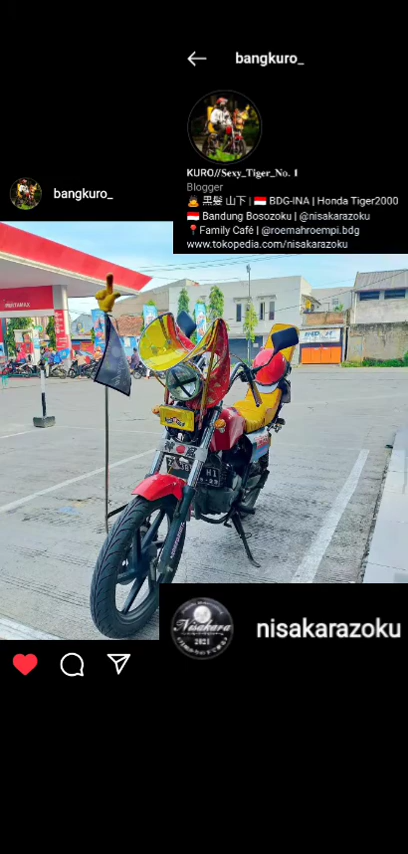 bangkuro_
KURO//Sexy_Tiger_No. 1
Blogger
🙇 黒髪 山下 | 🇮🇩 BDG-INA | Honda Tiger2000
🇮🇩 Bandung Bosozoku | @nisakarazoku
📍Family Café | @roemahroempi.bdg
www.tokopedia.com/nisakarazoku
bangkuro_
PERTAMAX
Nisakara
2021
nisakarazoku